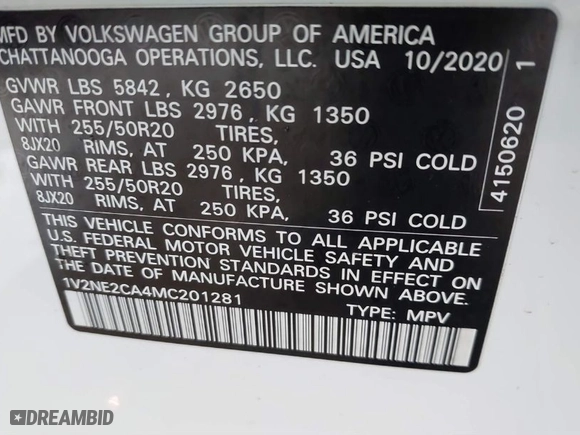 MFD BY VOLKSWAGEN GROUP OF AMERICA
CHATTANOOGA OPERATIONS, LLC. USA 10/2020
GVWR LBS 5842 , KG 2650
GAWR FRONT LBS 2976 , KG 1350
WITH 255/50R20 TIRES,
8JX20 RIMS, AT 250 KPA, 36 PSI COLD
GAWR REAR LBS 2976 , KG 1350
WITH 255/50R20 TIRES,
8JX20 RIMS, AT 250 KPA, 36 PSI COLD
THIS VEHICLE CONFORMS TO ALL APPLICABLE
U.S. FEDERAL MOTOR VEHICLE SAFETY AND
THEFT PREVENTION STANDARDS IN EFFECT ON
THE DATE OF MANUFACTURE SHOWN ABOVE.
1V2NE2CA4MC201281
TYPE: MPV
4150620 1
DREAMBID